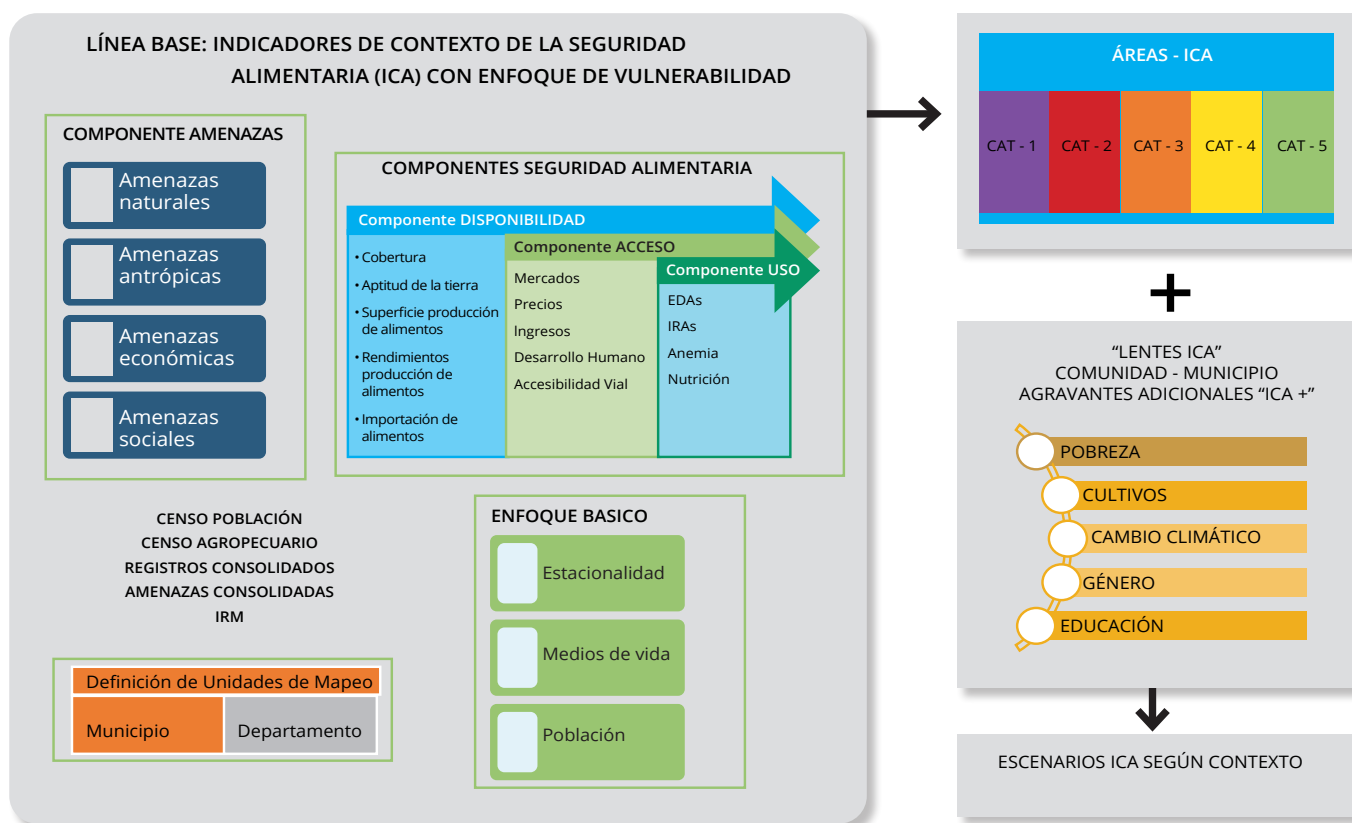 LÍNEA BASE: INDICADORES DE CONTEXTO DE LA SEGURIDAD
ALIMENTARIA (ICA) CON ENFOQUE DE VULNERABILIDAD
COMPONENTE AMENAZAS
Amenazas
naturales
Amenazas
antrópicas
Amenazas
económicas
Amenazas
sociales
COMPONENTES SEGURIDAD ALIMENTARIA
Componente DISPONIBILIDAD
• Cobertura
• Aptitud de la tierra
• Superficie producción
de alimentos
• Rendimientos
producción de
alimentos
• Importación de
alimentos
Componente ACCESO
Mercados
Precios
Ingresos
Desarrollo Humano
Accesibilidad Vial
Componente USO
EDAs
IRAs
Anemia
Nutrición
CENSO POBLACIÓN
CENSO AGROPECUARIO
REGISTROS CONSOLIDADOS
AMENAZAS CONSOLIDADAS
IRM
Definición de Unidades de Mapeo
Municipio
Departamento
ENFOQUE BASICO
Estacionalidad
Medios de vida
Población
ÁREAS - ICA
CAT - 1
CAT - 2
CAT - 3
CAT - 4
CAT - 5
+
“LENTES ICA”
COMUNIDAD - MUNICIPIO
AGRAVANTES ADICIONALES “ICA +”
POBREZA
CULTIVOS
CAMBIO CLIMÁTICO
GÉNERO
EDUCACIÓN
ESCENARIOS ICA SEGÚN CONTEXTO